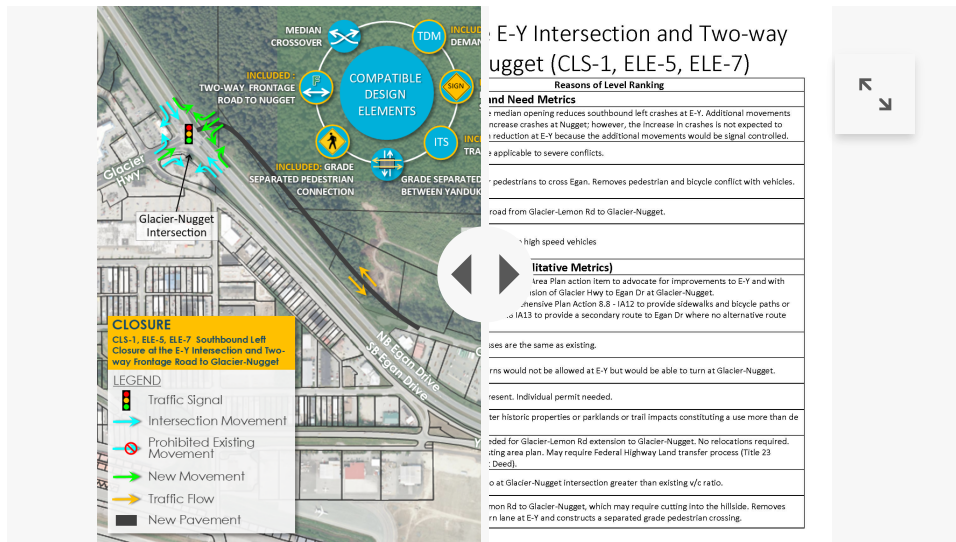 MEDIAN
CROSSOVER
TDM
INCLUD
DEMAN
INCLUDED:
TWO-WAY FRONTAGE
ROAD TO NUGGET
F
COMPATIBLE
DESIGN
ELEMENTS
SIGN
ITS
INC
TRA
INCLUDED: GRADE
SEPARATED PEDESTRIAN
CONNECTION
GRADE SEPARATED
BETWEEN YANDUK
Glacier
Hwy
Glacier-Nugget
Intersection
NB Egan Drive
SB Egan Drive
CLOSURE
CLS-1, ELE-5, ELE-7 Southbound Left
Closure at the E-Y Intersection and Two-
way Frontage Road to Glacier-Nugget
LEGEND
Traffic Signal
Intersection Movement
Prohibited Existing
Movement
New Movement
Traffic Flow
New Pavement
E-Y Intersection and Two-way
ugget (CLS-1, ELE-5, ELE-7)
Reasons of Level Ranking
and Need Metrics
e median opening reduces southbound left crashes at E-Y. Additional movements
ncrease crashes at Nugget; however, the increase in crashes is not expected to
reduction at E-Y because the additional movements would be signal controlled.
e applicable to severe conflicts.
r pedestrians to cross Egan. Removes pedestrian and bicycle conflict with vehicles.
road from Glacier-Lemon Rd to Glacier-Nugget.
high speed vehicles
litative Metrics)
Area Plan action item to advocate for improvements to E-Y and with
nsion of Glacier Hwy to Egan Dr at Glacier-Nugget.
ehensive Plan Action 8.8 - IA12 to provide sidewalks and bicycle paths or
IA13 to provide a secondary route to Egan Dr where no alternative route
sses are the same as existing.
rns would not be allowed at E-Y but would be able to turn at Glacier-Nugget.
resent. Individual permit needed.
ter historic properties or parklands or trail impacts constituting a use more than de
eded for Glacier-Lemon Rd extension to Glacier-Nugget. No relocations required.
sting area plan. May require Federal Highway Land transfer process (Title 23
Deed).
o at Glacier-Nugget intersection greater than existing v/c ratio.
mon Rd to Glacier-Nugget, which may require cutting into the hillside. Removes
rn lane at E-Y and constructs a separated grade pedestrian crossing.